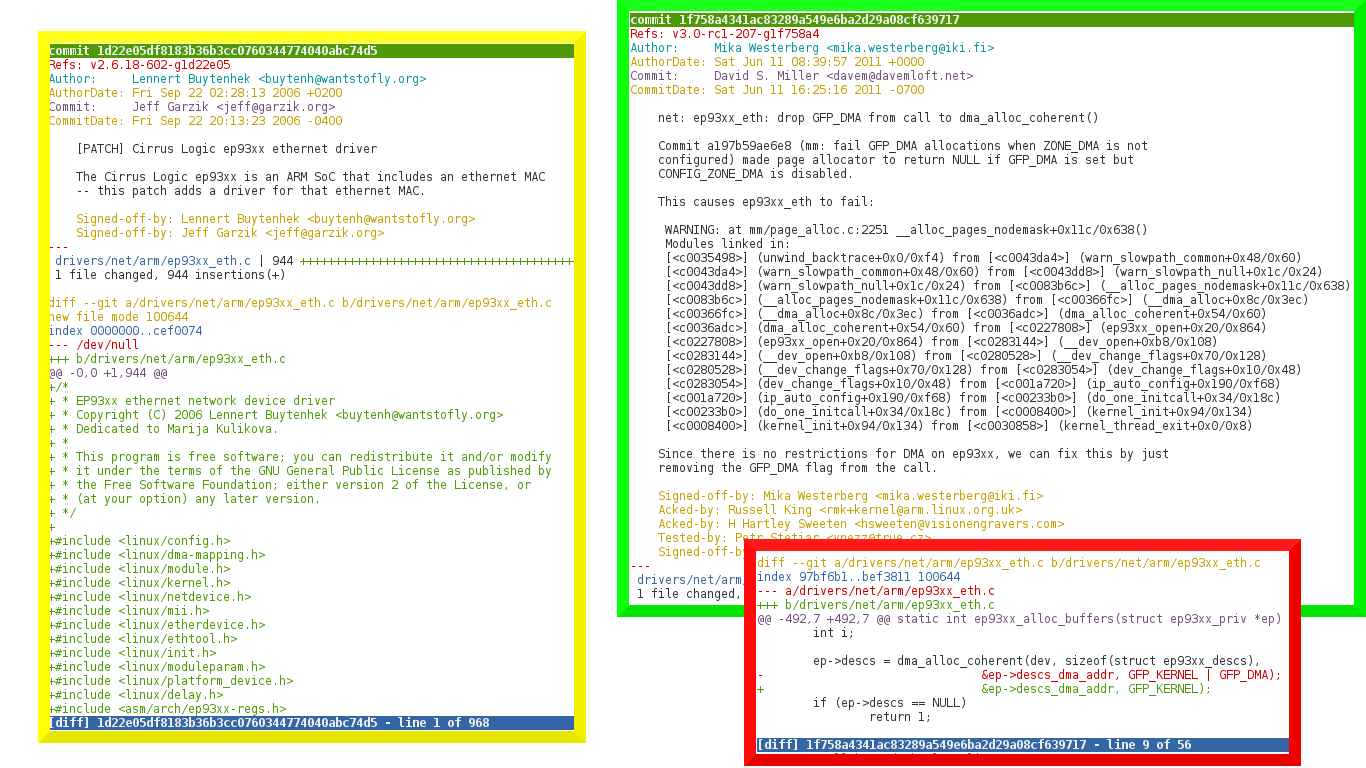 commit 1d22e05df8183b36b3cc0760344774040abc74d5
Refs: v2.6.18-602-g1d22e05
Author:     Lennert Buytenhek <buytenh@wantstofly.org>
AuthorDate: Fri Sep 22 02:28:13 2006 +0200
Commit:     Jeff Garzik <jeff@garzik.org>
CommitDate: Fri Sep 22 20:13:23 2006 -0400
[PATCH] Cirrus Logic ep93xx ethernet driver
The Cirrus Logic ep93xx is an ARM SoC that includes an ethernet MAC
-- this patch adds a driver for that ethernet MAC.
Signed-off-by: Lennert Buytenhek <buytenh@wantstofly.org>
Signed-off-by: Jeff Garzik <jeff@garzik.org>
---
drivers/net/arm/ep93xx_eth.c | 944 +++++++++++++++++++++++++++++++++++++++
1 file changed, 944 insertions(+)
diff --git a/drivers/net/arm/ep93xx_eth.c b/drivers/net/arm/ep93xx_eth.c
new file mode 100644
index 0000000..cef0074
--- /dev/null
+++ b/drivers/net/arm/ep93xx_eth.c
@@ -0,0 +1,944 @@
+/*
+ * EP93xx ethernet network device driver
+ * Copyright (C) 2006 Lennert Buytenhek <buytenh@wantstofly.org>
+ * Dedicated to Marija Kulikova.
+ *
+ * This program is free software; you can redistribute it and/or modify
+ * it under the terms of the GNU General Public License as published by
+ * the Free Software Foundation; either version 2 of the License, or
+ * (at your option) any later version.
+ */
+
+#include <linux/config.h>
+#include <linux/dma-mapping.h>
+#include <linux/module.h>
+#include <linux/kernel.h>
+#include <linux/netdevice.h>
+#include <linux/mii.h>
+#include <linux/etherdevice.h>
+#include <linux/ethtool.h>
+#include <linux/init.h>
+#include <linux/moduleparam.h>
+#include <linux/platform_device.h>
+#include <linux/delay.h>
+#include <asm/arch/ep93xx-regs.h>
[diff] 1d22e05df8183b36b3cc0760344774040abc74d5 - line 1 of 968
commit 1f758a4341ac83289a549e6ba2d29a08cf639717
Refs: v3.0-rc1-207-g1f758a4
Author:     Mika Westerberg <mika.westerberg@iki.fi>
AuthorDate: Sat Jun 11 08:39:57 2011 +0000
Commit:     David S. Miller <davem@davemloft.net>
CommitDate: Sat Jun 11 16:25:16 2011 -0700
net: ep93xx_eth: drop GFP_DMA from call to dma_alloc_coherent()
Commit a197b59ae6e8 (mm: fail GFP_DMA allocations when ZONE_DMA is not
configured) made page allocator to return NULL if GFP_DMA is set but
CONFIG_ZONE_DMA is disabled.
This causes ep93xx_eth to fail:
WARNING: at mm/page_alloc.c:2251 __alloc_pages_nodemask+0x11c/0x638()
Modules linked in:
[<c0035498>] (unwind_backtrace+0x0/0xf4) from [<c0043da4>] (warn_slowpath_common+0x48/0x60)
[<c0043da4>] (warn_slowpath_common+0x48/0x60) from [<c0043dd8>] (warn_slowpath_null+0x1c/0x24)
[<c0043dd8>] (warn_slowpath_null+0x1c/0x24) from [<c0083b6c>] (__alloc_pages_nodemask+0x11c/0x638)
[<c0083b6c>] (__alloc_pages_nodemask+0x11c/0x638) from [<c00366fc>] (__dma_alloc+0x8c/0x3ec)
[<c00366fc>] (__dma_alloc+0x8c/0x3ec) from [<c0036adc>] (dma_alloc_coherent+0x54/0x60)
[<c0036adc>] (dma_alloc_coherent+0x54/0x60) from [<c0227808>] (ep93xx_open+0x20/0x864)
[<c0227808>] (ep93xx_open+0x20/0x864) from [<c0283144>] (__dev_open+0xb8/0x108)
[<c0283144>] (__dev_open+0xb8/0x108) from [<c0280528>] (__dev_change_flags+0x70/0x128)
[<c0280528>] (__dev_change_flags+0x70/0x128) from [<c0283054>] (dev_change_flags+0x10/0x48)
[<c0283054>] (dev_change_flags+0x10/0x48) from [<c001a720>] (ip_auto_config+0x190/0xf68)
[<c001a720>] (ip_auto_config+0x190/0xf68) from [<c00233b0>] (do_one_initcall+0x34/0x18c)
[<c00233b0>] (do_one_initcall+0x34/0x18c) from [<c0008400>] (kernel_init+0x94/0x134)
[<c0008400>] (kernel_init+0x94/0x134) from [<c0030858>] (kernel_thread_exit+0x0/0x8)
Since there is no restrictions for DMA on ep93xx, we can fix this by just
removing the GFP_DMA flag from the call.
Signed-off-by: Mika Westerberg <mika.westerberg@iki.fi>
Acked-by: Russell King <rmk+kernel@arm.linux.org.uk>
Acked-by: H Hartley Sweeten <hsweeten@visionengravers.com>
Tested-by: Petr Stetiar <ynezz@true.cz>
Signed-off-by
---
drivers/net/arm
1 file changed,
diff --git a/drivers/net/arm/ep93xx_eth.c b/drivers/net/arm/ep93xx_eth.c
index 97bf6b1..bef3811 100644
--- a/drivers/net/arm/ep93xx_eth.c
+++ b/drivers/net/arm/ep93xx_eth.c
@@ -492,7 +492,7 @@ static int ep93xx_alloc_buffers(struct ep93xx_priv *ep)
int i;
ep->descs = dma_alloc_coherent(dev, sizeof(struct ep93xx_descs),
-                               &ep->descs_dma_addr, GFP_KERNEL | GFP_DMA);
+                               &ep->descs_dma_addr, GFP_KERNEL);
if (ep->descs == NULL)
return 1;
[diff] 1f758a4341ac83289a549e6ba2d29a08cf639717 - line 9 of 56